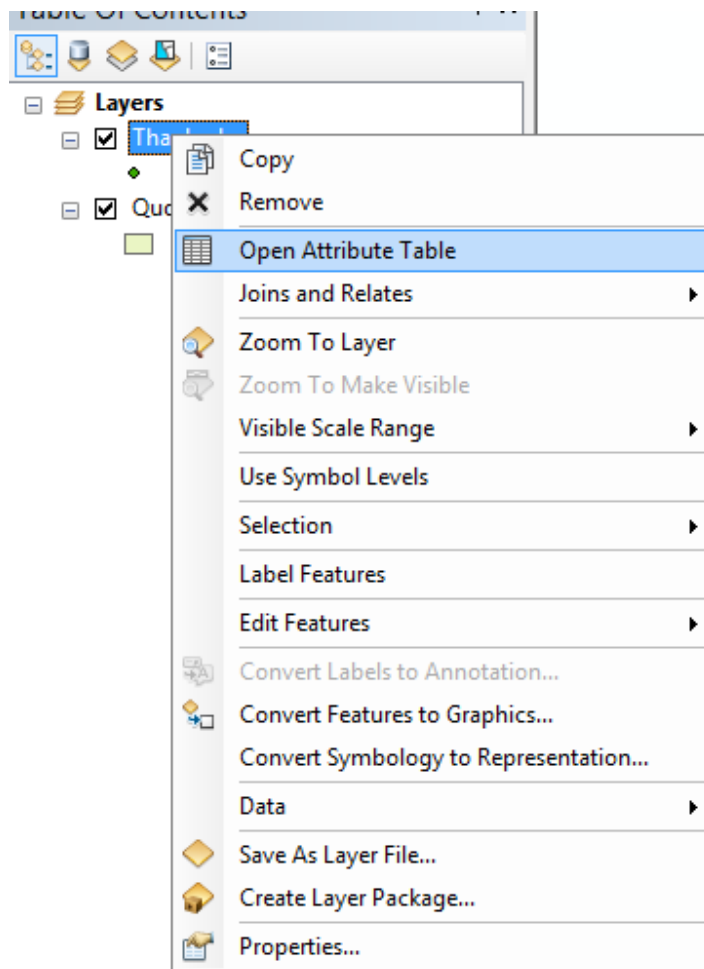 Table Of Contents
Layers
Copy
Remove
Open Attribute Table
Joins and Relates
Zoom To Layer
Zoom To Make Visible
Visible Scale Range
Use Symbol Levels
Selection
Label Features
Edit Features
Convert Labels to Annotation...
Convert Features to Graphics...
Convert Symbology to Representation...
Data
Save As Layer File...
Create Layer Package...
Properties...